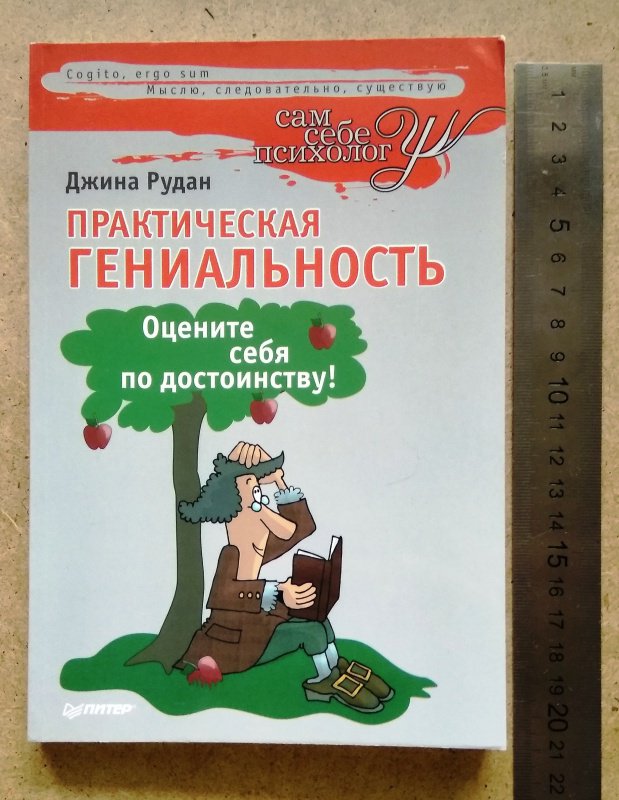 Cogito, ergo sum
Мыслю, следовательно, существую
сам
себе
психолог
Ψ
Джина Рудан
ПРАКТИЧЕСКАЯ
ГЕНИАЛЬНОСТЬ
Оцените
себя
по достоинству!
ПИТЕР
1
2
3
4
5
6
7
8
9
10
11
12
13
14
15
16
17
18
19
20
21
22